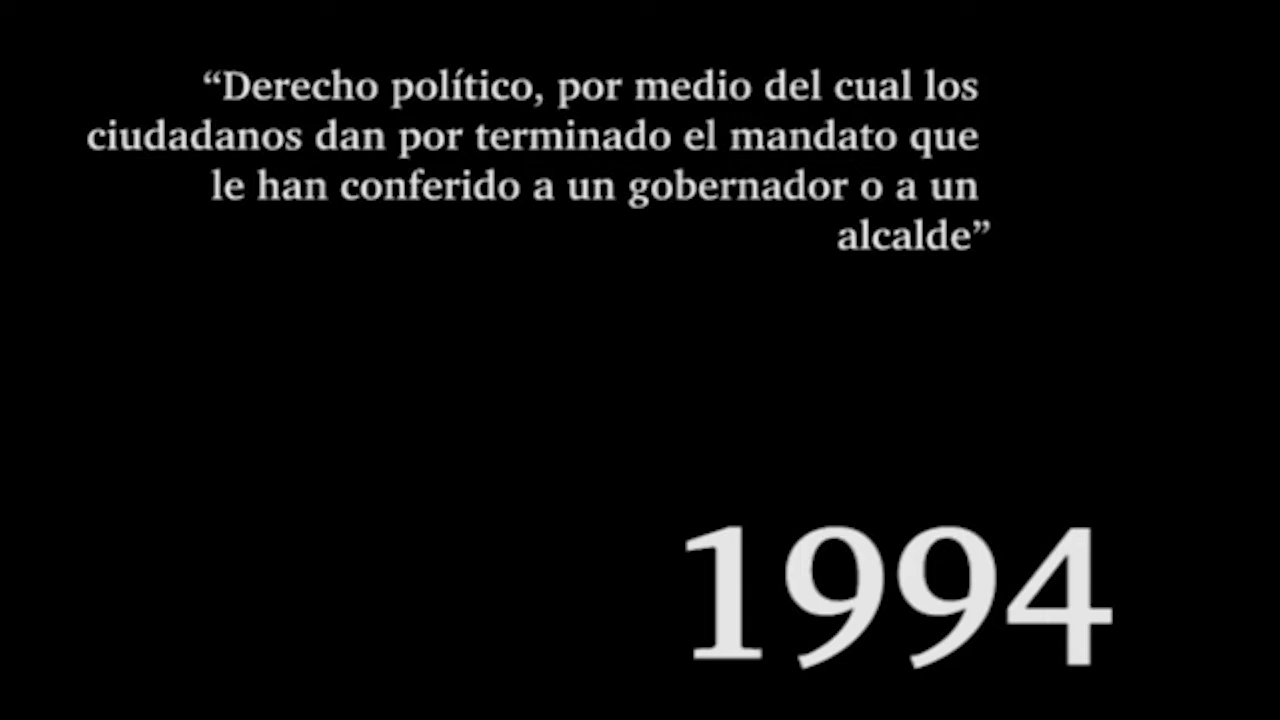 “Derecho político, por medio del cual los
ciudadanos dan por terminado el mandato que
le han conferido a un gobernador o a un
alcalde”
1994